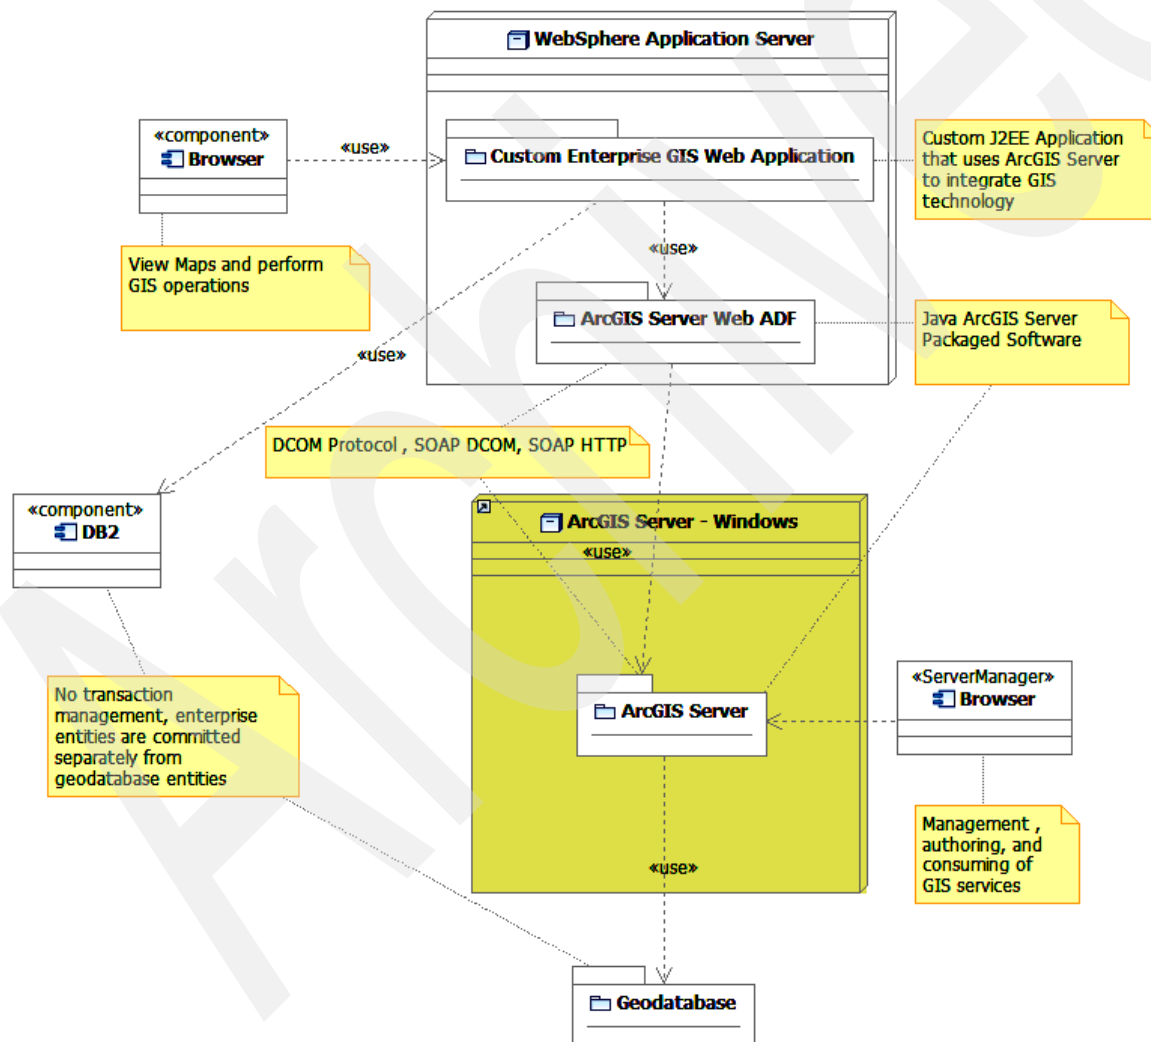 WebSphere Application Server
«component»
Browser
«use»
Custom Enterprise GIS Web Application
Custom J2EE Application
that uses ArcGIS Server
to integrate GIS
technology
View Maps and perform
GIS operations
«use»
ArcGIS Server Web ADF
Java ArcGIS Server
Packaged Software
«use»
DCOM Protocol , SOAP DCOM, SOAP HTTP
«component»
DB2
ArcGIS Server - Windows
«use»
No transaction
management, enterprise
entities are committed
separately from
geodatabase entities
ArcGIS Server
«ServerManager»
Browser
Management ,
authoring, and
consuming of
GIS services
«use»
Geodatabase
Archived